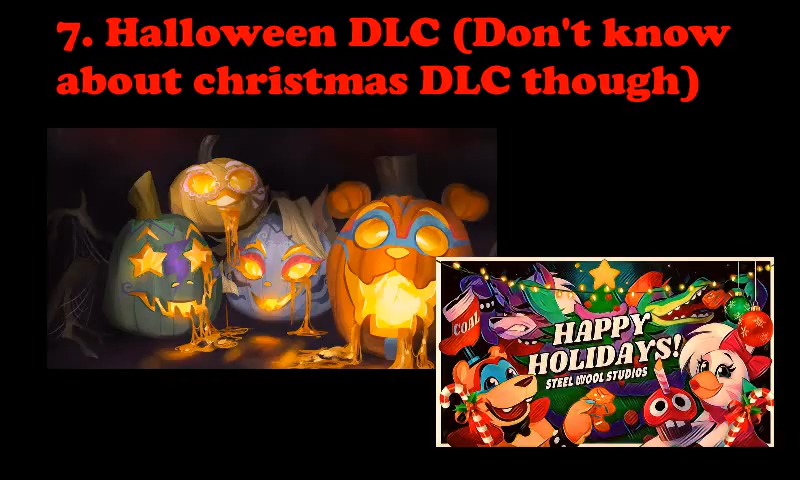 7. Halloween DLC (Don't know
about christmas DLC though)
COAL
HAPPY
HOLIDAYS!
STEEL WOOL STUDIOS